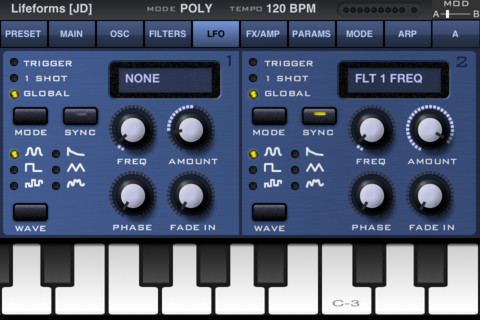 Lifeforms [JD] MODE POLY TEMPO 120 BPM MOD
A B
PRESET MAIN OSC FILTERS LFO FX/AMP PARAMS MODE ARP A
1 2
TRIGGER
1 SHOT
GLOBAL
NONE
MODE SYNC
FREQ AMOUNT
WAVE
PHASE FADE IN
TRIGGER
1 SHOT
GLOBAL
FLT 1 FREQ
MODE SYNC
FREQ AMOUNT
WAVE
PHASE FADE IN
C-3